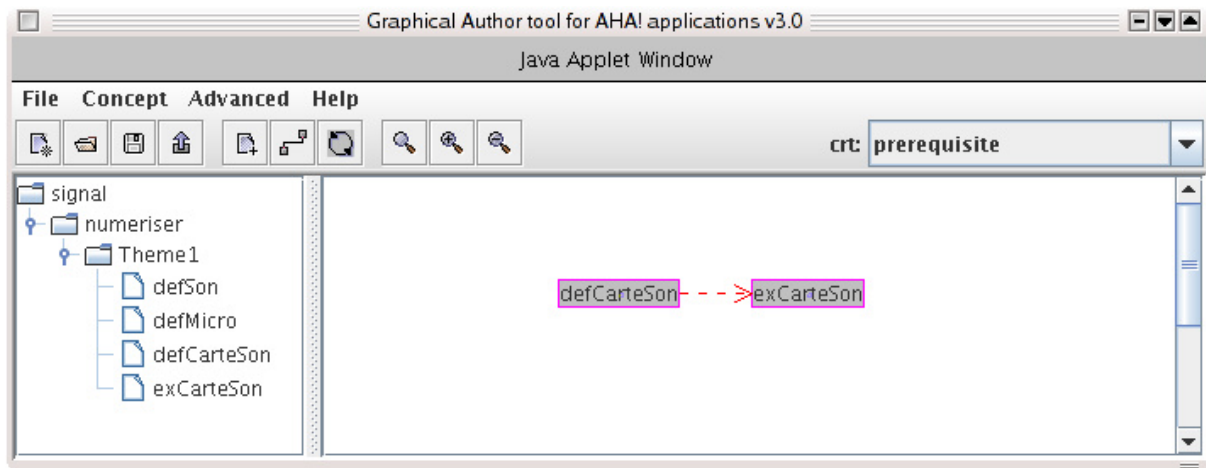 Graphical Author tool for AHA! applications v3.0
Java Applet Window
File Concept Advanced Help
crt: prerequisite
signal
numeriser
Theme1
defSon
defMicro
defCarteSon
exCarteSon
defCarteSon exCarteSon